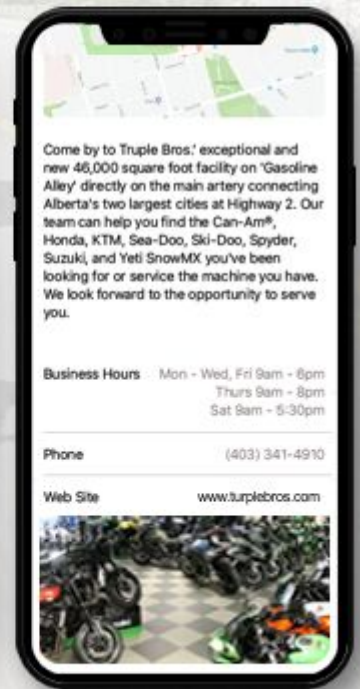 Come by to Truple Bros.' exceptional and
new 46,000 square foot facility on 'Gasoline
Alley' directly on the main artery connecting
Alberta's two largest cities at Highway 2. Our
team can help you find the Can-Am®,
Honda, KTM, Sea-Doo, Ski-Doo, Spyder,
Suzuki, and Yeti SnowMX you've been
looking for or service the machine you have.
We look forward to the opportunity to serve
you.
Business Hours Mon - Wed, Fri 9am - 6pm
Thurs 9am - 8pm
Sat 9am - 5:30pm
Phone (403) 341-4910
Web Site www.turplebros.com